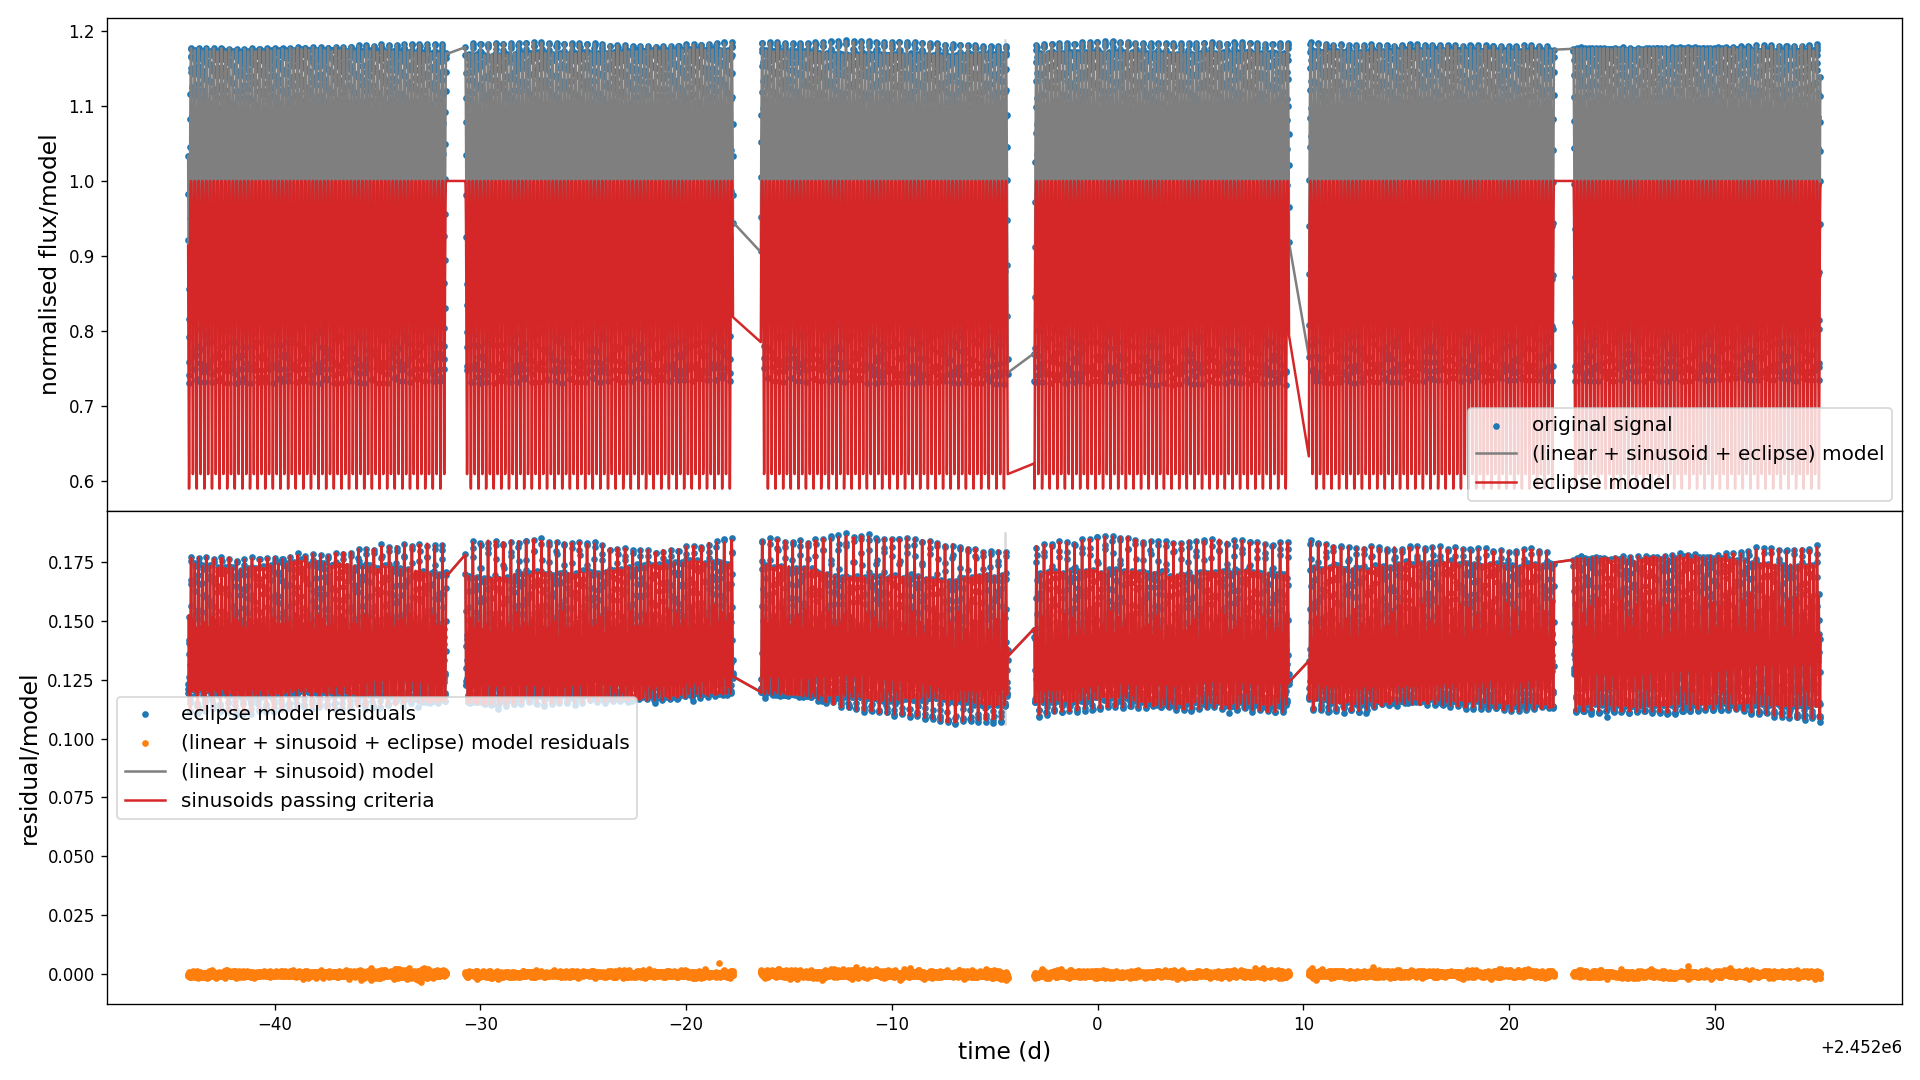 1.2
1.1
1.0
0.9
0.8
0.7
0.6
normalised flux/model
original signal
(linear + sinusoid + eclipse) model
eclipse model
0.175
0.150
0.125
0.100
0.075
0.050
0.025
0.000
residual/model
eclipse model residuals
(linear + sinusoid + eclipse) model residuals
(linear + sinusoid) model
sinusoids passing criteria
−40
−30
−20
−10
0
10
20
30
+2.452e6
time (d)